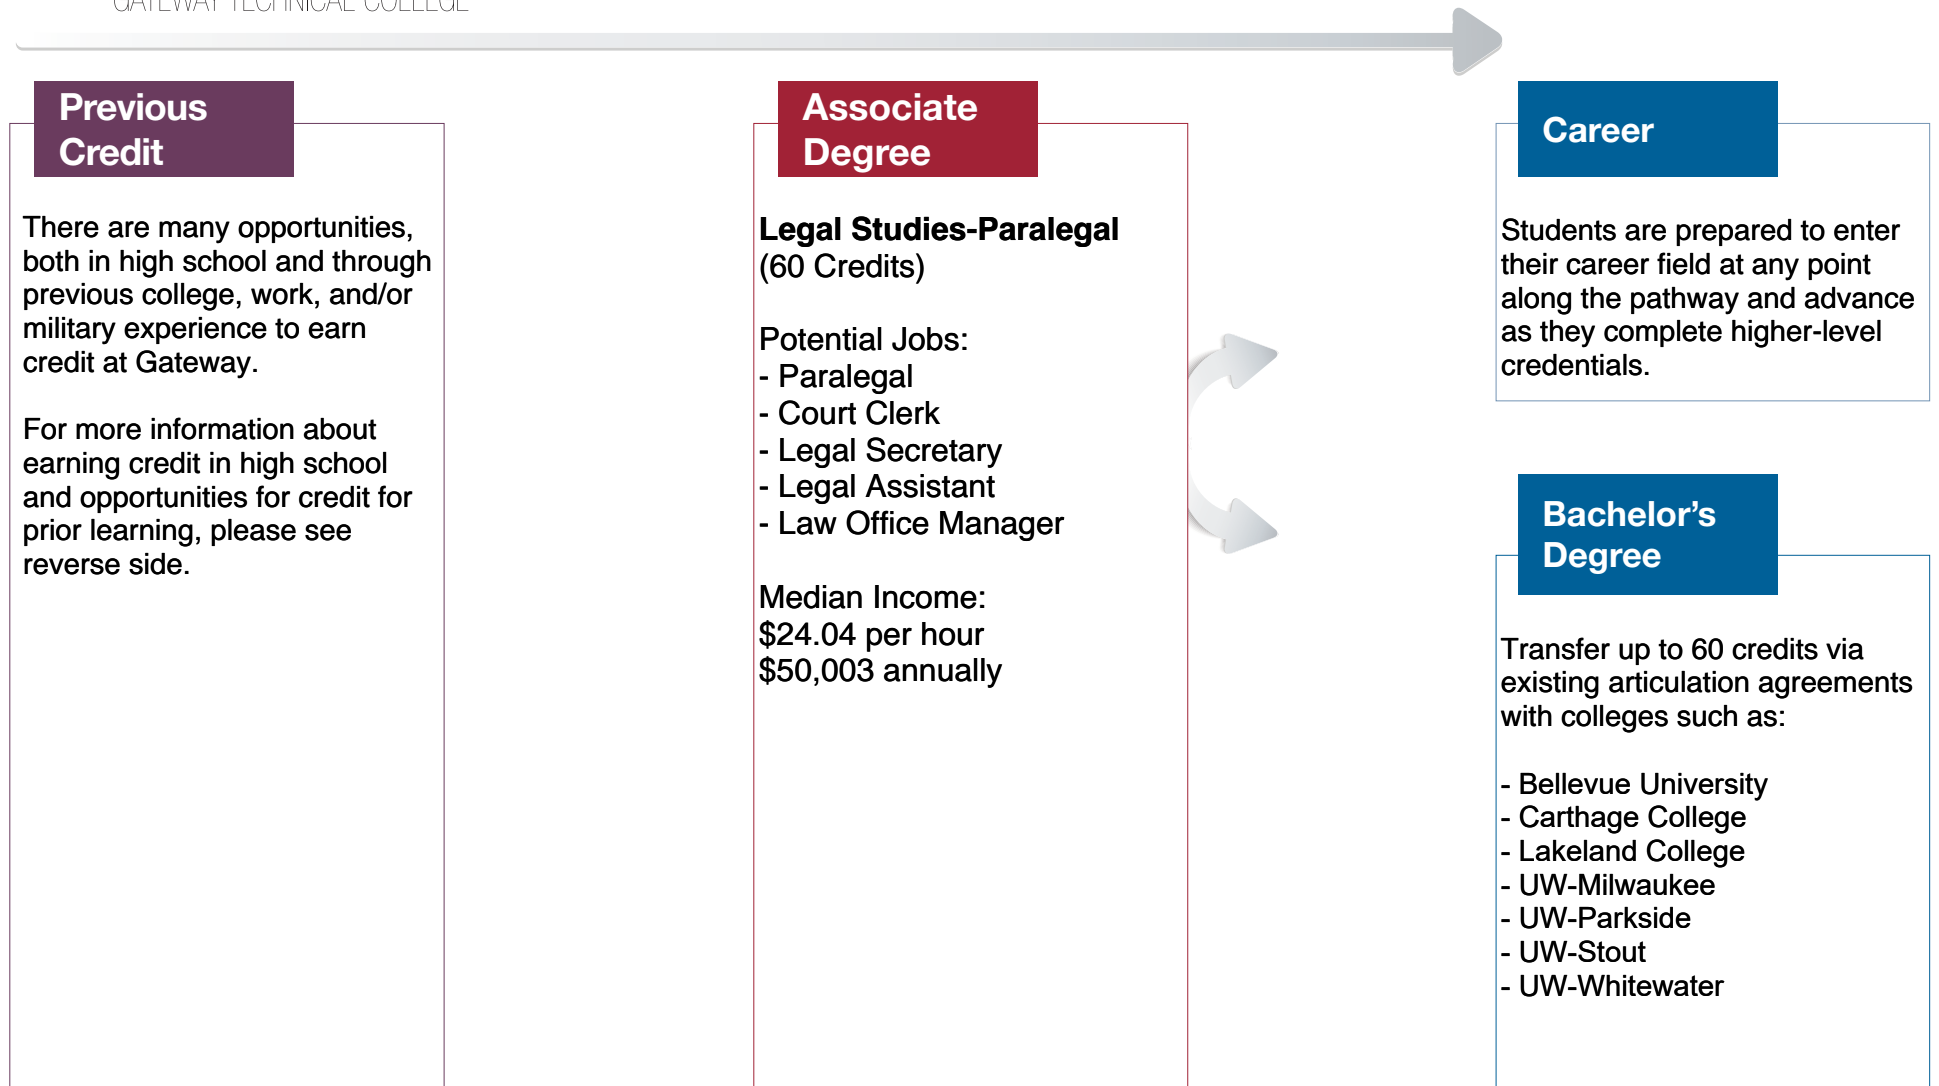 GATEWAY TECHNICAL COLLEGE
Previous
Credit
There are many opportunities,
both in high school and through
previous college, work, and/or
military experience to earn
credit at Gateway.
For more information about
earning credit in high school
and opportunities for credit for
prior learning, please see
reverse side.
Associate
Degree
Legal Studies-Paralegal
(60 Credits)
Potential Jobs:
- Paralegal
- Court Clerk
- Legal Secretary
- Legal Assistant
- Law Office Manager
Median Income:
$24.04 per hour
$50,003 annually
Career
Students are prepared to enter
their career field at any point
along the pathway and advance
as they complete higher-level
credentials.
Bachelor’s
Degree
Transfer up to 60 credits via
existing articulation agreements
with colleges such as:
- Bellevue University
- Carthage College
- Lakeland College
- UW-Milwaukee
- UW-Parkside
- UW-Stout
- UW-Whitewater